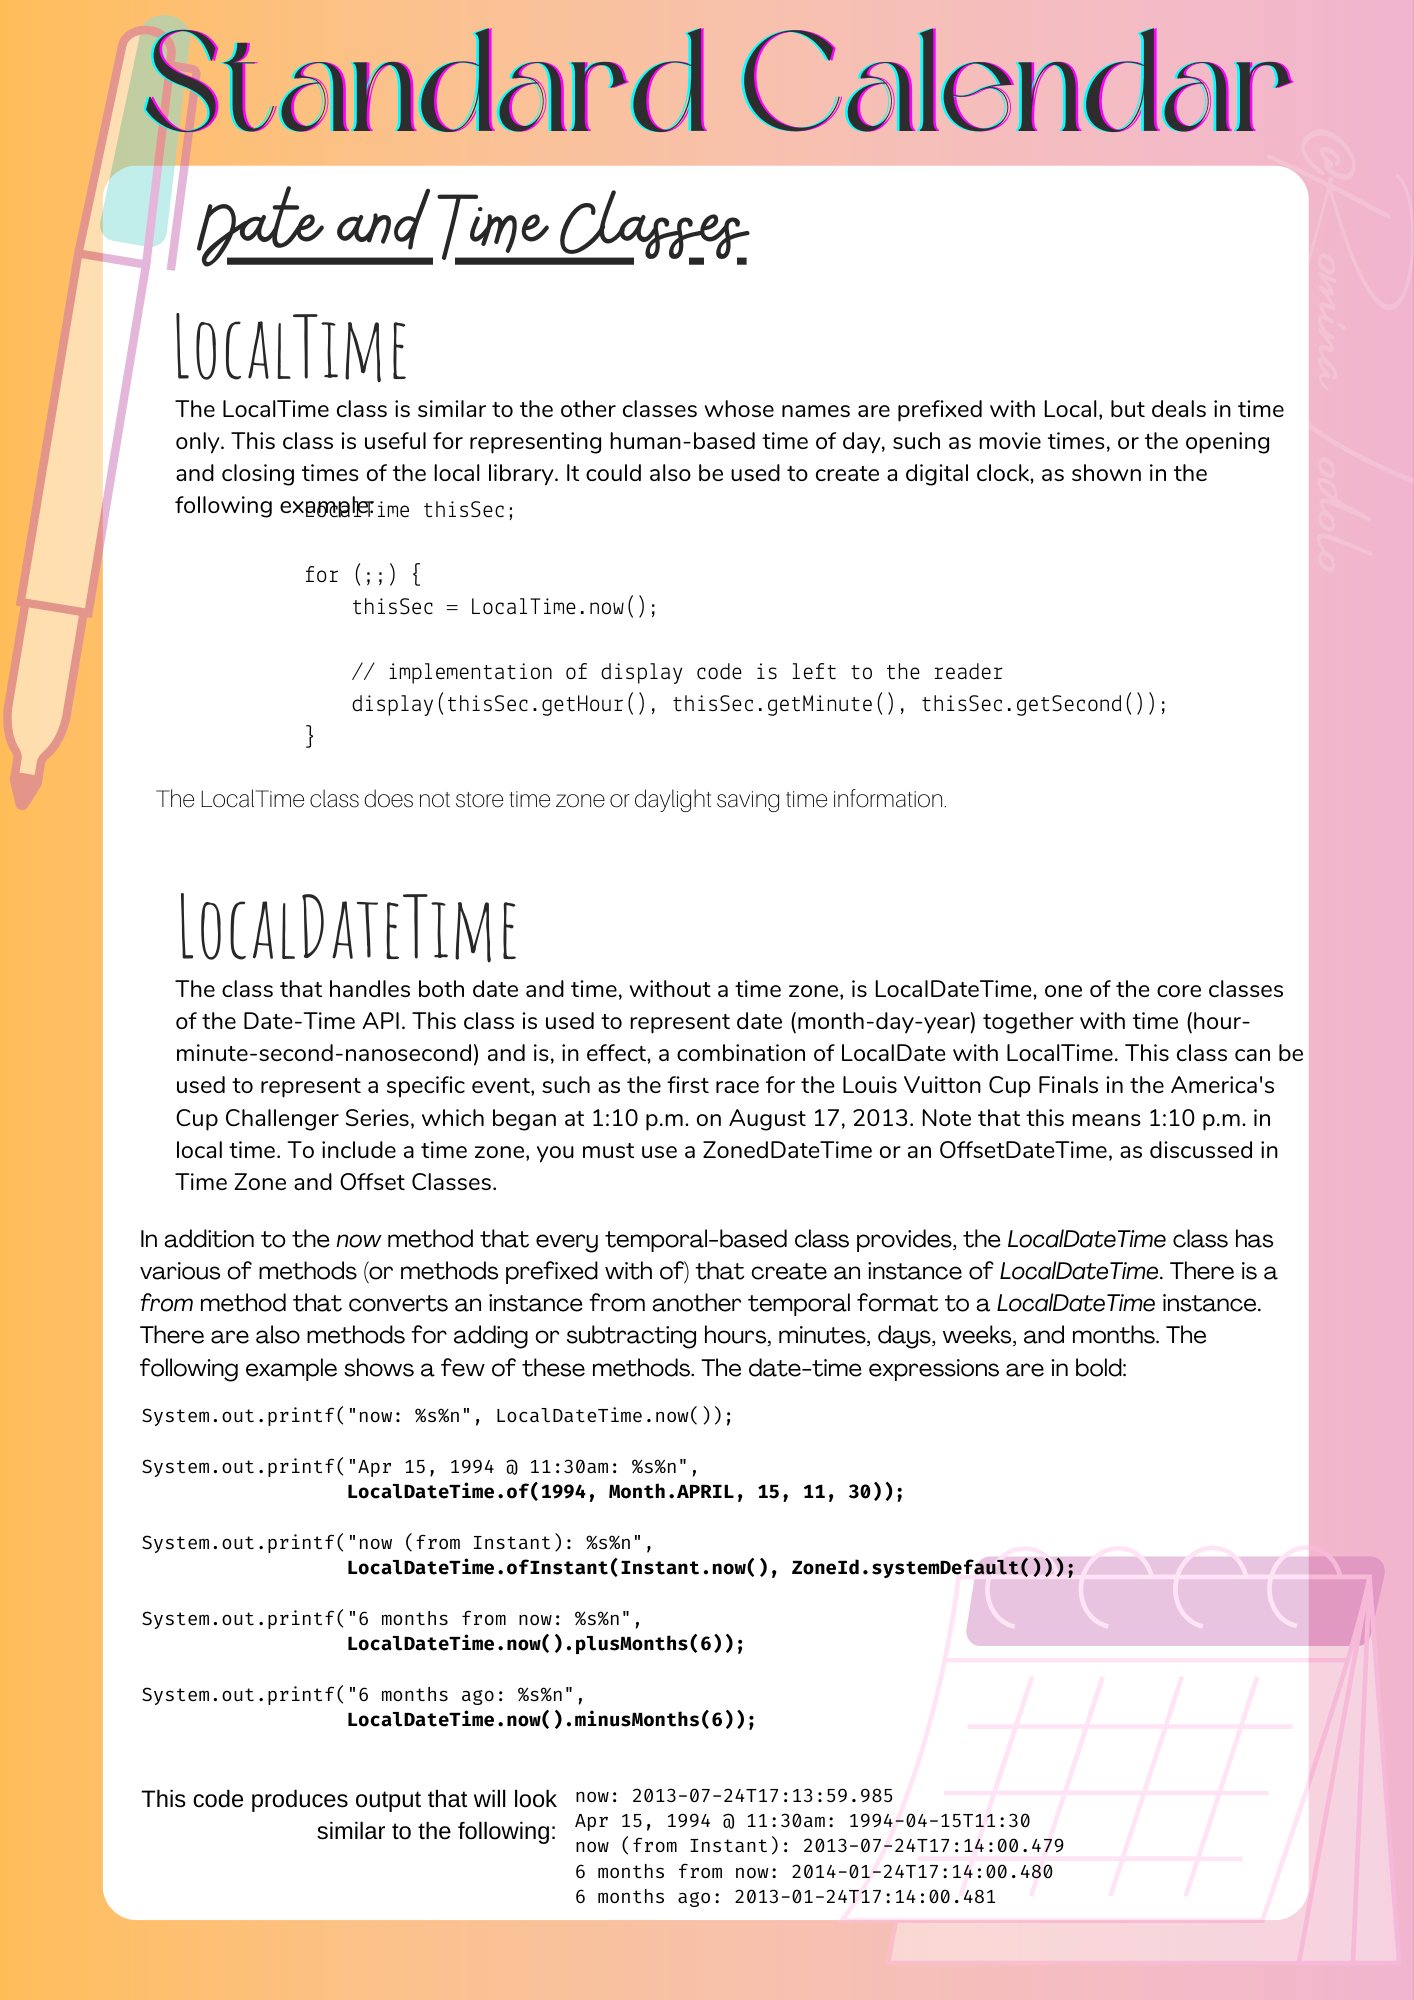 Standard Calendar
Date and Time Classes
LocalTime
The LocalTime class is similar to the other classes whose names are prefixed with Local, but deals in time
only. This class is useful for representing human-based time of day, such as movie times, or the opening
and closing times of the local library. It could also be used to create a digital clock, as shown in the
following example:
LocalTime thisSec;
for (;;) {
    thisSec = LocalTime.now();
    // implementation of display code is left to the reader
    display(thisSec.getHour(), thisSec.getMinute(), thisSec.getSecond());
}
The LocalTime class does not store time zone or daylight saving time information.
LocalDateTime
The class that handles both date and time, without a time zone, is LocalDateTime, one of the core classes
of the Date-Time API. This class is used to represent date (month-day-year) together with time (hour-
minute-second-nanosecond) and is, in effect, a combination of LocalDate with LocalTime. This class can be
used to represent a specific event, such as the first race for the Louis Vuitton Cup Finals in the America's
Cup Challenger Series, which began at 1:10 p.m. on August 17, 2013. Note that this means 1:10 p.m. in
local time. To include a time zone, you must use a ZonedDateTime or an OffsetDateTime, as discussed in
Time Zone and Offset Classes.
In addition to the now method that every temporal-based class provides, the LocalDateTime class has
various of methods (or methods prefixed with of) that create an instance of LocalDateTime. There is a
from method that converts an instance from another temporal format to a LocalDateTime instance.
There are also methods for adding or subtracting hours, minutes, days, weeks, and months. The
following example shows a few of these methods. The date-time expressions are in bold:
System.out.printf("now: %s%n", LocalDateTime.now());
System.out.printf("Apr 15, 1994 @ 11:30am: %s%n",
                  LocalDateTime.of(1994, Month.APRIL, 15, 11, 30));
System.out.printf("now (from Instant): %s%n",
                  LocalDateTime.ofInstant(Instant.now(), ZoneId.systemDefault()));
System.out.printf("6 months from now: %s%n",
                  LocalDateTime.now().plusMonths(6));
System.out.printf("6 months ago: %s%n",
                  LocalDateTime.now().minusMonths(6));
This code produces output that will look
similar to the following:
now: 2013-07-24T17:13:59.985
Apr 15, 1994 @ 11:30am: 1994-04-15T11:30
now (from Instant): 2013-07-24T17:14:00.479
6 months from now: 2014-01-24T17:14:00.480
6 months ago: 2013-01-24T17:14:00.481
@Romina Iodolo